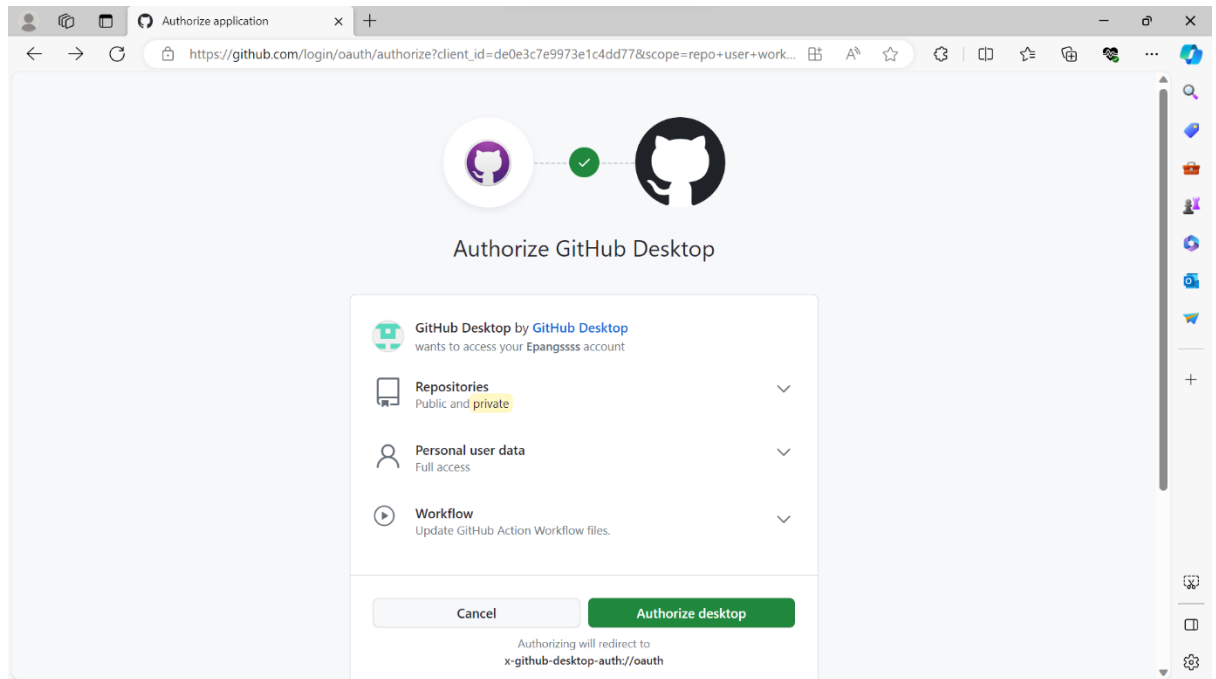 Authorize application
https://github.com/login/oauth/authorize?client_id=de0e3c7e9973e1c4dd77&scope=repo+user+work...
Authorize GitHub Desktop
GitHub Desktop by GitHub Desktop
wants to access your Epangssss account
Repositories
Public and private
Personal user data
Full access
Workflow
Update GitHub Action Workflow files.
Cancel
Authorize desktop
Authorizing will redirect to
x-github-desktop-auth://oauth